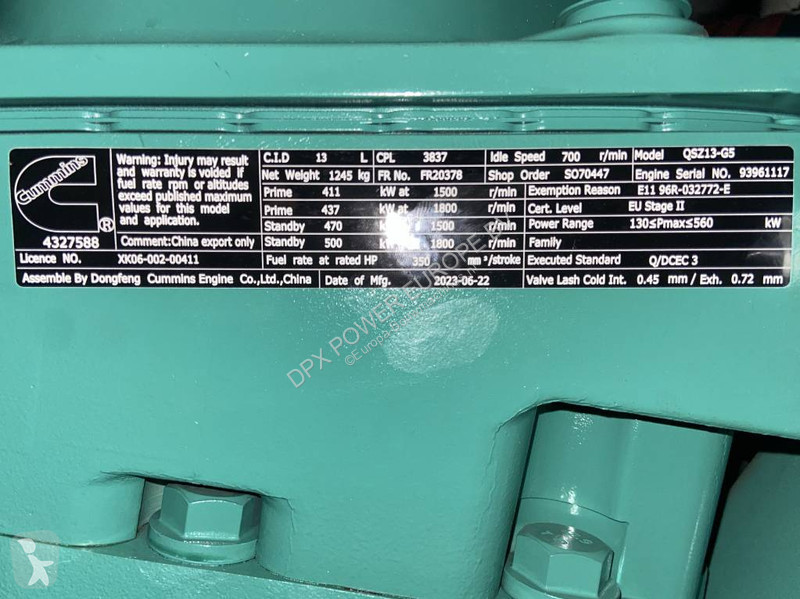 Cummins
®
4327588
Warning: Injury may result
and warranty is voided if
fuel rate rpm or altitudes
exceed published maximum
values for this model
and application.
Comment:China export only
Licence NO. XK06-002-00411
Assemble By Dongfeng Cummins Engine Co.,Ltd.,China
C.I.D 13 L CPL 3837 Idle Speed 700 r/min Model QSZ13-G5
Net Weight 1245 kg FR No. FR20378 Shop Order SO70447 Engine Serial NO. 93961117
Prime 411 kW at 1500 r/min Exemption Reason E11 96R-032772-E
Prime 437 kW at 1800 r/min Cert. Level EU Stage II
Standby 470 kW at 1500 r/min Power Range 130≤Pmax≤560 kW
Standby 500 kW at 1800 r/min Family
Fuel rate at rated HP 350 mm³/stroke Executed Standard Q/DCEC 3
Date of Mfg. 2023-06-22 Valve Lash Cold Int. 0.45 mm / Exh. 0.72 mm
DPX POWER EUROPE BV